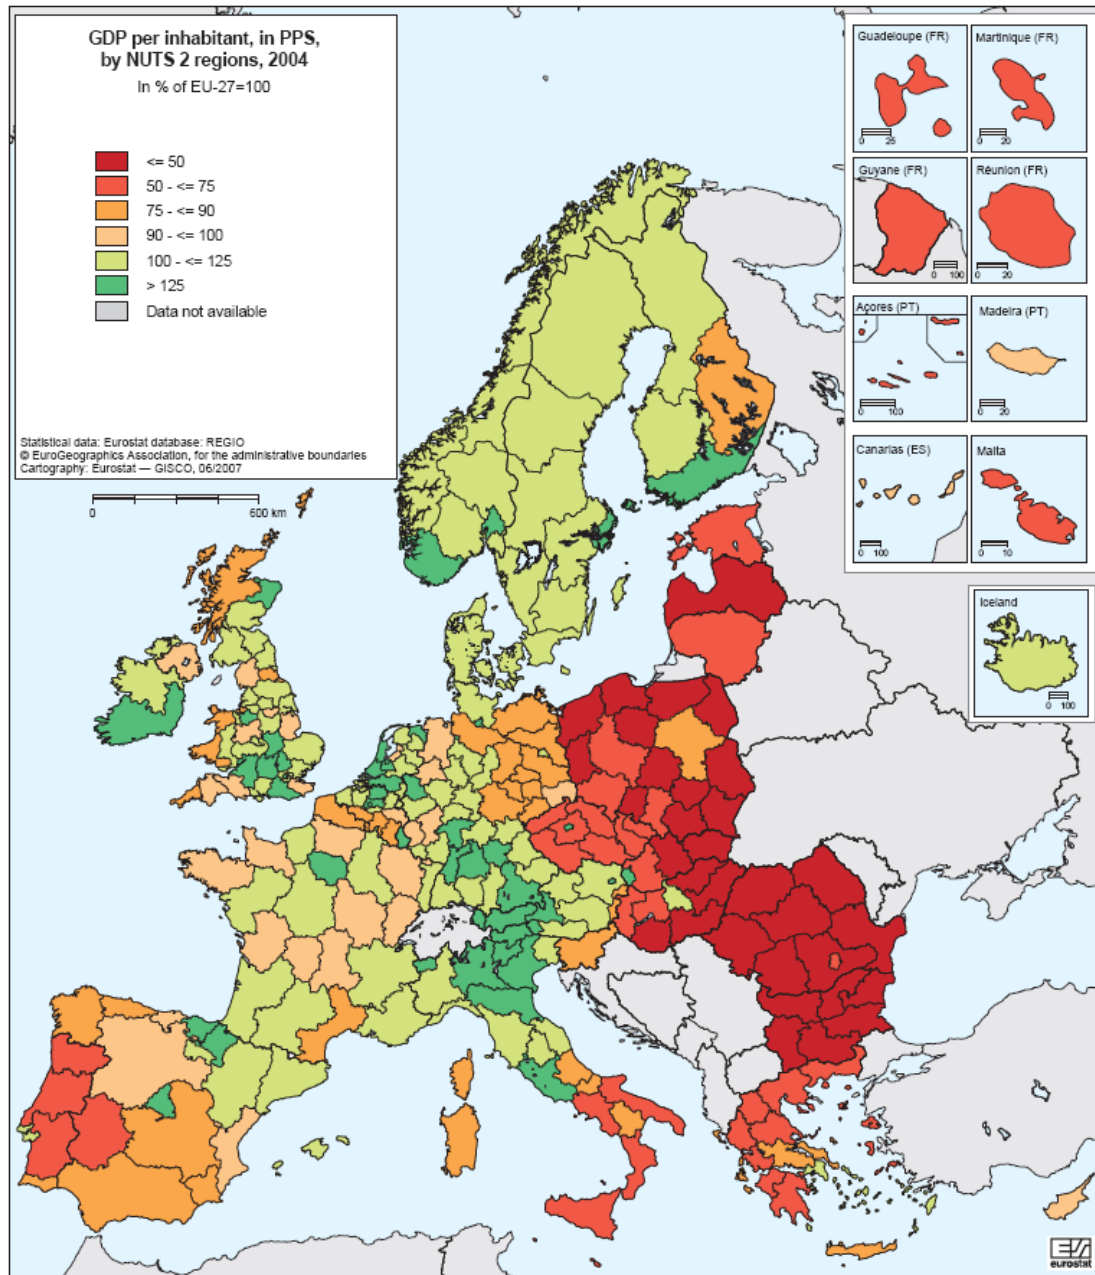 GDP per inhabitant, in PPS,
by NUTS 2 regions, 2004
In % of EU-27=100
<= 50
50 - <= 75
75 - <= 90
90 - <= 100
100 - <= 125
> 125
Data not available
Statistical data: Eurostat database: REGIO
© EuroGeographics Association, for the administrative boundaries
Cartography: Eurostat — GISCO, 06/2007
0 600 km
Guadeloupe (FR)
0 25
Martinique (FR)
0 20
Guyane (FR)
0 100
Réunion (FR)
0 20
Açores (PT)
0 100
Madeira (PT)
0 20
Canarias (ES)
0 100
Malta
0 10
Iceland
0 100
eurostat